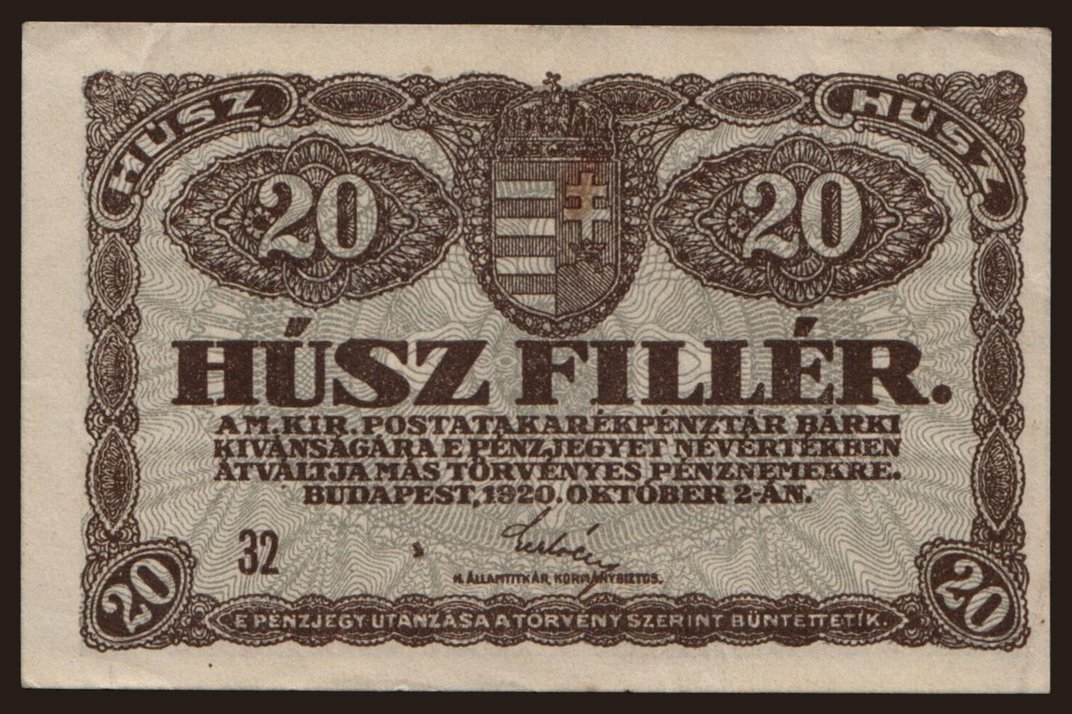 HÚSZ
HÚSZ
20
20
HÚSZ FILLÉR.
A M. KIR. POSTATAKARÉKPÉNZTÁR BÁRKI
KIVÁNSÁGÁRA E PÉNZJEGYET NÉVÉRTÉKBEN
ÁTVÁLTJA MÁS TÖRVÉNYES PÉNZNEMEKRE.
BUDAPEST, 1920. OKTÓBER 2-ÁN.
32
H. ÁLLAMTITKÁR, KORMÁNYBIZTOS.
20
20
E PÉNZJEGY UTÁNZÁSA A TÖRVÉNY SZERINT BÜNTETTETIK.